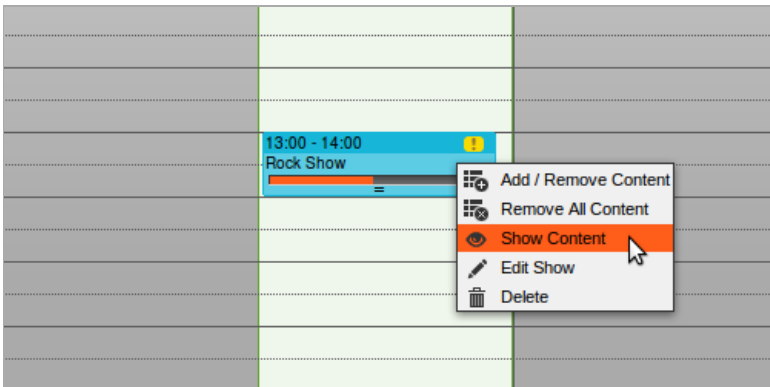 13:00 - 14:00 !
Rock Show
Add / Remove Content
Remove All Content
Show Content
Edit Show
Delete